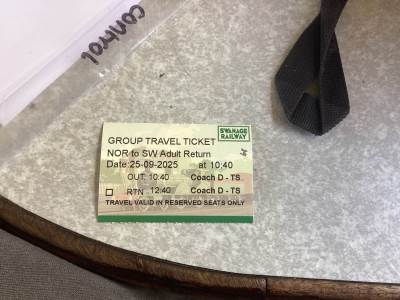 control
SWANAGE
RAILWAY
GROUP TRAVEL TICKET
NOR to SW Adult Return
Date:25-09-2025 at 10:40
OUT: 10:40 Coach D - TS
RTN 12:40 Coach D - TS
TRAVEL VALID IN RESERVED SEATS ONLY